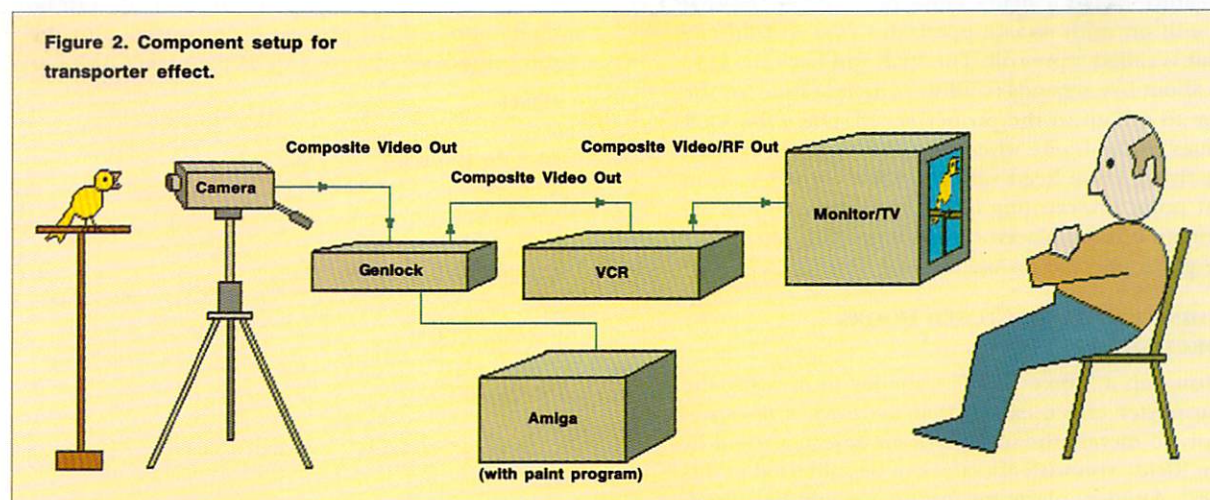 Figure 2. Component setup for
transporter effect.
Composite Video Out
Composite Video Out
Composite Video/RF Out
Camera
Genlock
VCR
Monitor/TV
Amiga
(with paint program)